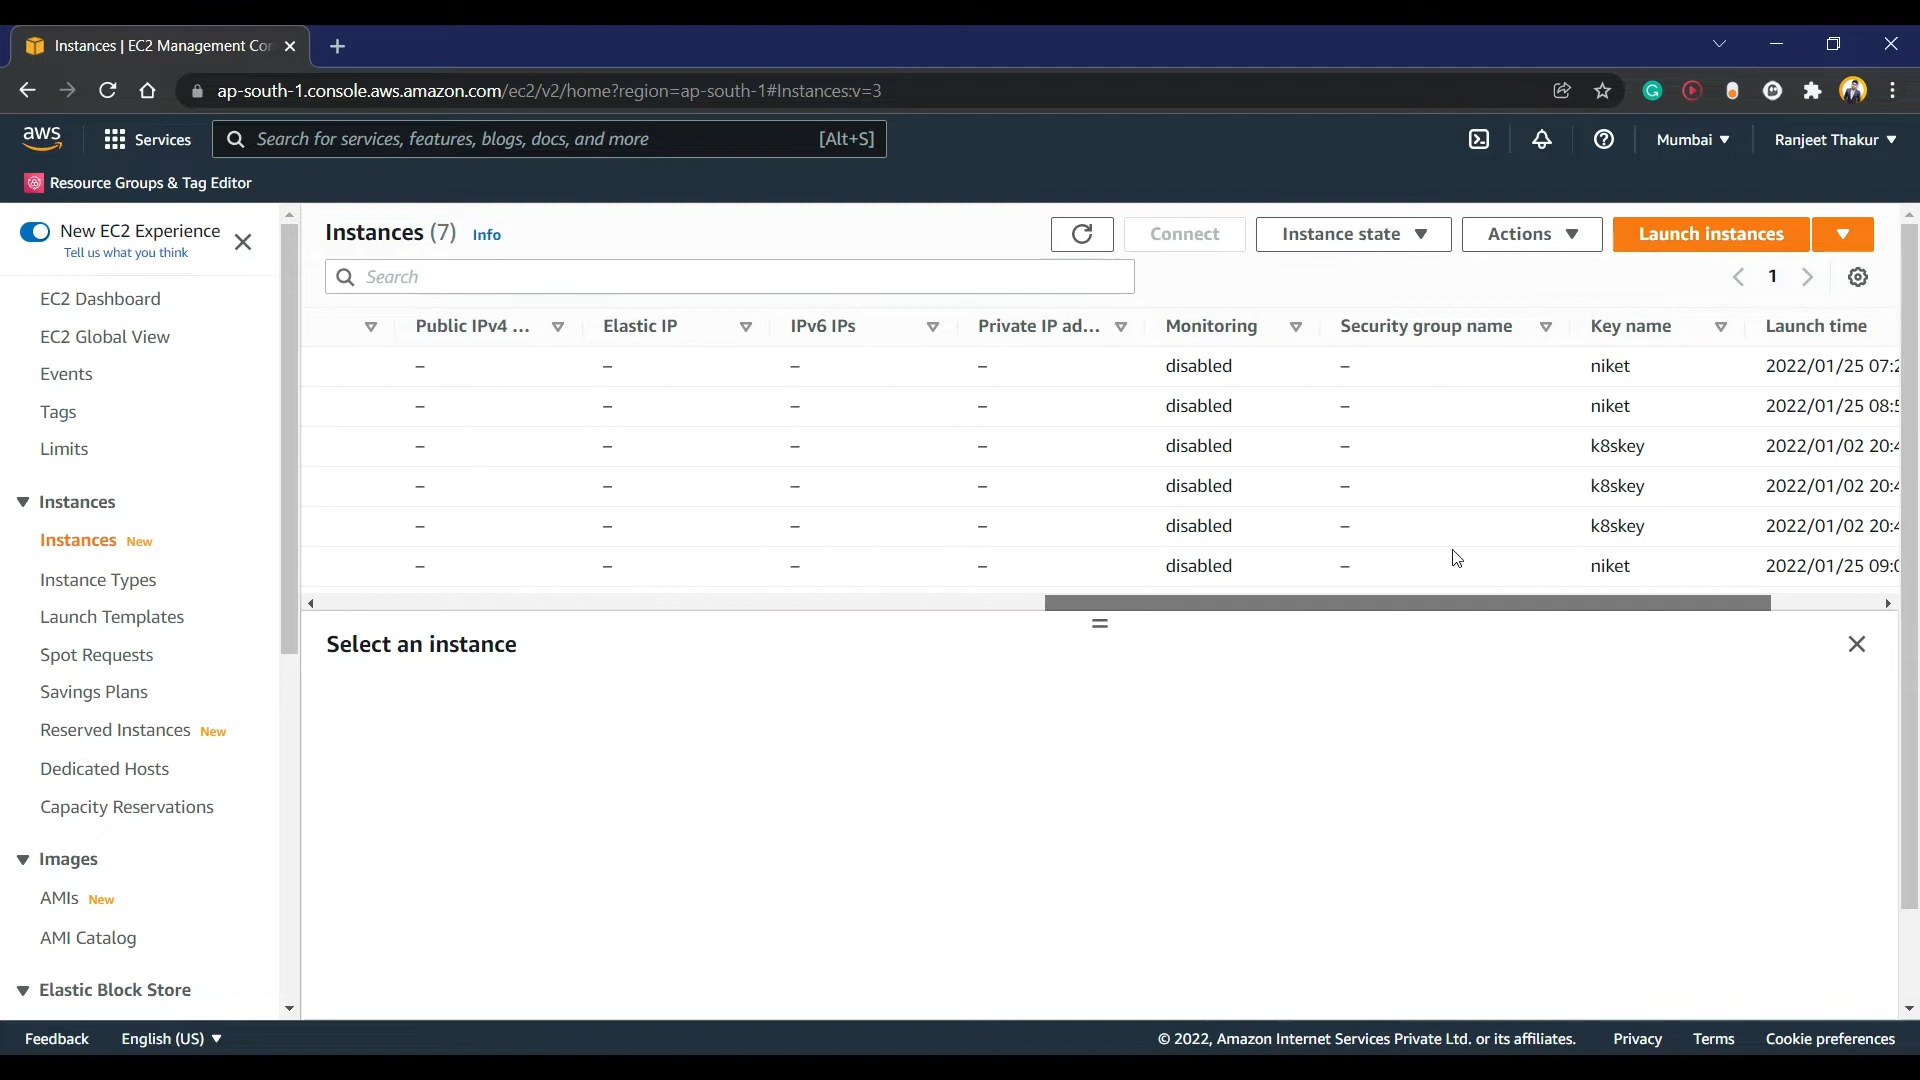 Instances | EC2 Management Con
ap-south-1.console.aws.amazon.com/ec2/v2/home?region=ap-south-1#Instances:v=3
aws
Services
Search for services, features, blogs, docs, and more
[Alt+S]
Mumbai
Ranjeet Thakur
Resource Groups & Tag Editor
New EC2 Experience
Tell us what you think
EC2 Dashboard
EC2 Global View
Events
Tags
Limits
Instances
Instances New
Instance Types
Launch Templates
Spot Requests
Savings Plans
Reserved Instances New
Dedicated Hosts
Capacity Reservations
Images
AMIs New
AMI Catalog
Elastic Block Store
Instances (7) Info
Connect
Instance state
Actions
Launch instances
Search
1
Public IPv4 ... Elastic IP IPv6 IPs Private IP ad... Monitoring Security group name Key name Launch time
– – – – disabled – niket 2022/01/25 07:2
– – – – disabled – niket 2022/01/25 08:5
– – – – disabled – k8skey 2022/01/02 20:4
– – – – disabled – k8skey 2022/01/02 20:4
– – – – disabled – k8skey 2022/01/02 20:4
– – – – disabled – niket 2022/01/25 09:0
Select an instance
Feedback English (US)
© 2022, Amazon Internet Services Private Ltd. or its affiliates. Privacy Terms Cookie preferences